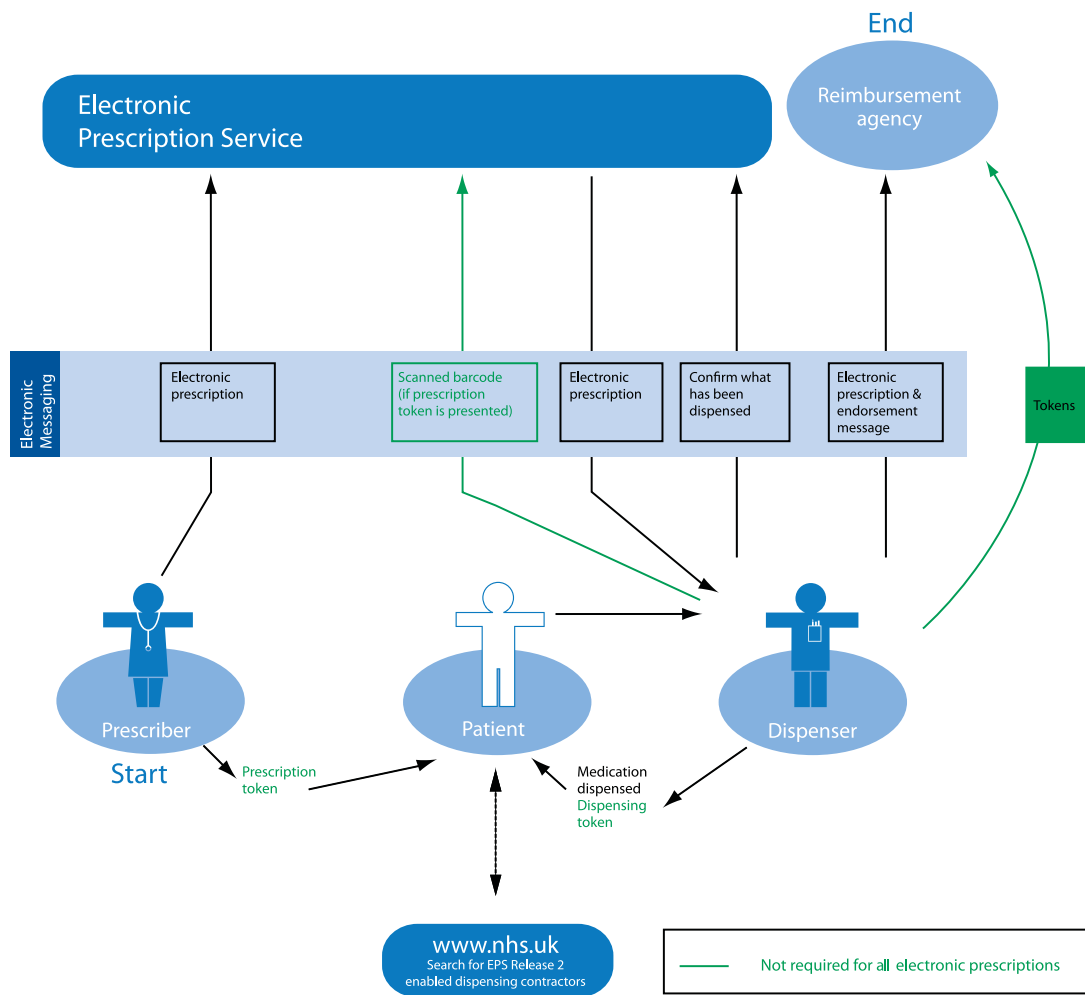 End
Electronic
Prescription Service
Reimbursement
agency
Electronic
Messaging
Electronic
prescription
Scanned barcode
(if prescription
token is presented)
Electronic
prescription
Confirm what
has been
dispensed
Electronic
prescription &
endorsement
message
Tokens
Prescriber
Start
Patient
Dispenser
Prescription
token
Medication
dispensed
Dispensing
token
www.nhs.uk
Search for EPS Release 2
enabled dispensing contractors
Not required for all electronic prescriptions